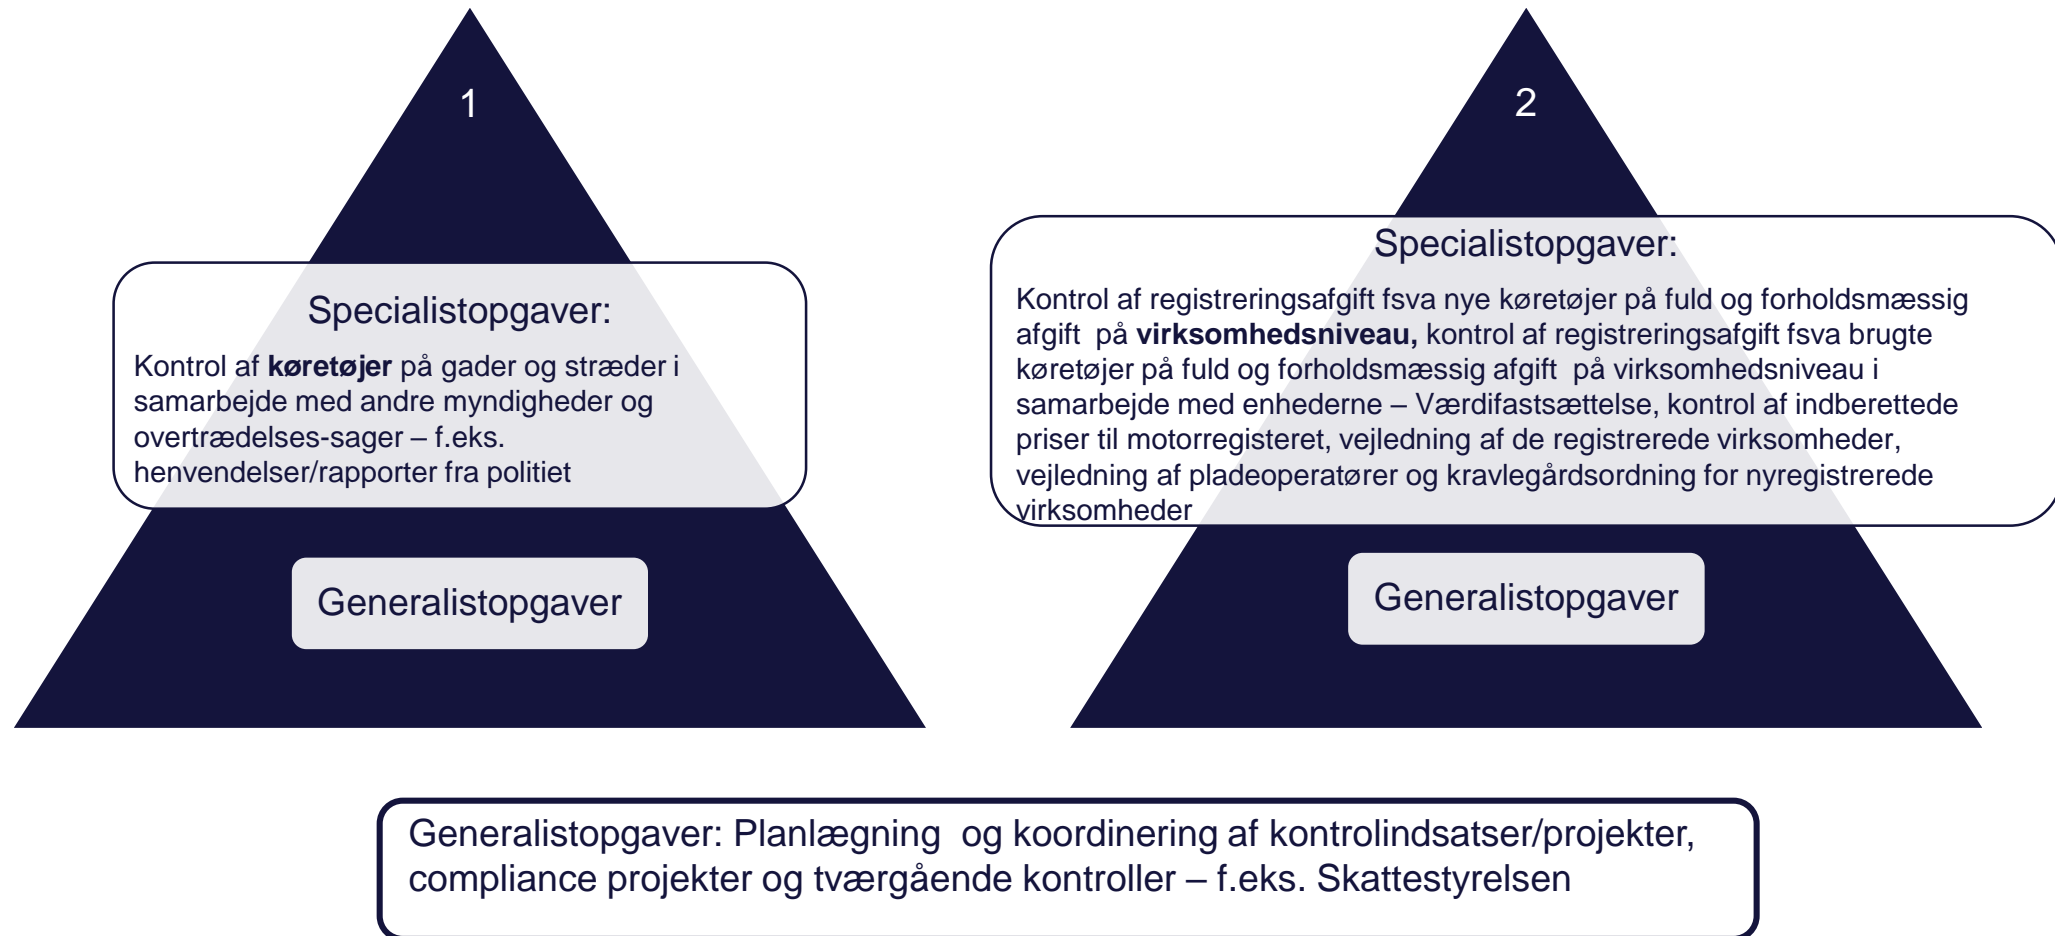 1
Specialistopgaver:
Kontrol af køretøjer på gader og stræder i
samarbejde med andre myndigheder og
overtrædelses-sager – f.eks.
henvendelser/rapporter fra politiet
Generalistopgaver
2
Specialistopgaver:
Kontrol af registreringsafgift fsva nye køretøjer på fuld og forholdsmæssig
afgift  på virksomhedsniveau, kontrol af registreringsafgift fsva brugte
køretøjer på fuld og forholdsmæssig afgift  på virksomhedsniveau i
samarbejde med enhederne – Værdifastsættelse, kontrol af indberettede
priser til motorregisteret, vejledning af de registrerede virksomheder,
vejledning af pladeoperatører og kravlegårdsordning for nyregistrerede
virksomheder
Generalistopgaver
Generalistopgaver: Planlægning  og koordinering af kontrolindsatser/projekter,
compliance projekter og tværgående kontroller – f.eks. Skattestyrelsen